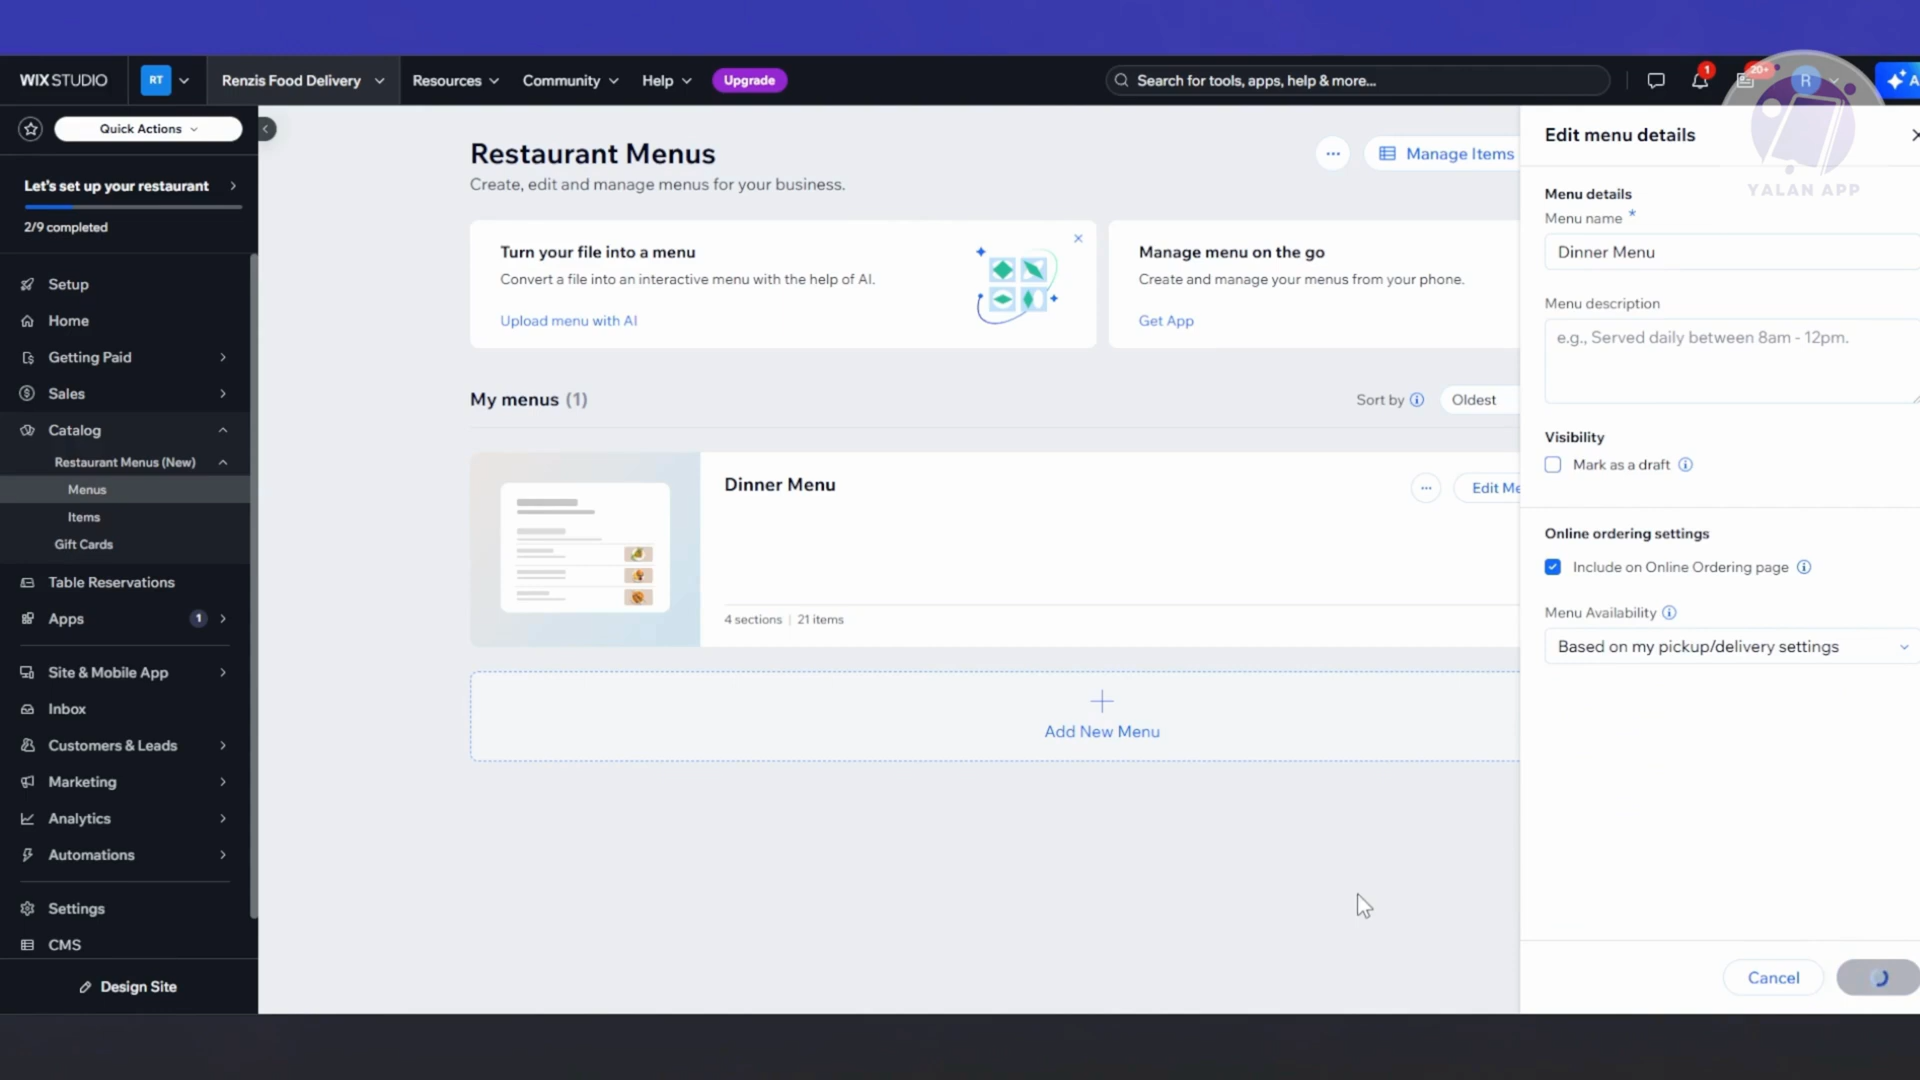 WIX STUDIO
RT
Renzis Food Delivery
Resources
Community
Help
Upgrade
Search for tools, apps, help & more...
1
20+
R
A
Quick Actions
Let's set up your restaurant
2/9 completed
Setup
Home
Getting Paid
Sales
Catalog
Restaurant Menus (New)
Menus
Items
Gift Cards
Table Reservations
Apps
1
Site & Mobile App
Inbox
Customers & Leads
Marketing
Analytics
Automations
Settings
CMS
Design Site
Restaurant Menus
Create, edit and manage menus for your business.
Manage Items
Turn your file into a menu
Convert a file into an interactive menu with the help of AI.
Upload menu with AI
Manage menu on the go
Create and manage your menus from your phone.
Get App
My menus (1)
Sort by
Oldest
Dinner Menu
Edit Me
4 sections | 21 items
Add New Menu
Edit menu details
YALAN APP
Menu details
Menu name *
Dinner Menu
Menu description
e.g., Served daily between 8am - 12pm.
Visibility
Mark as a draft
Online ordering settings
Include on Online Ordering page
Menu Availability
Based on my pickup/delivery settings
Cancel